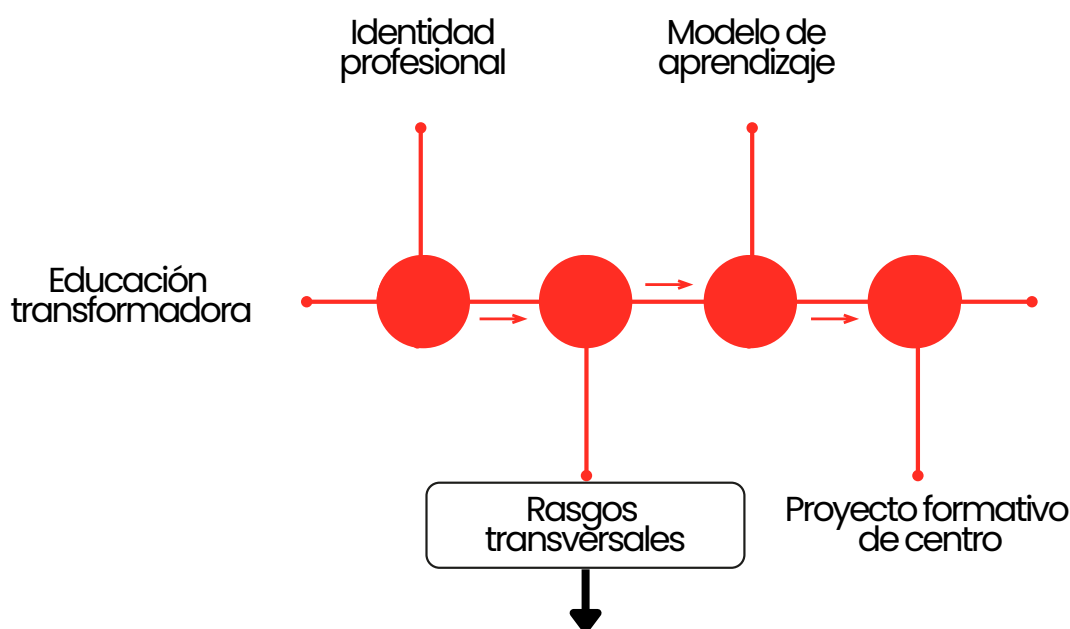 Identidad
profesional
Modelo de
aprendizaje
Educación
transformadora
Rasgos
transversales
Proyecto formativo
de centro